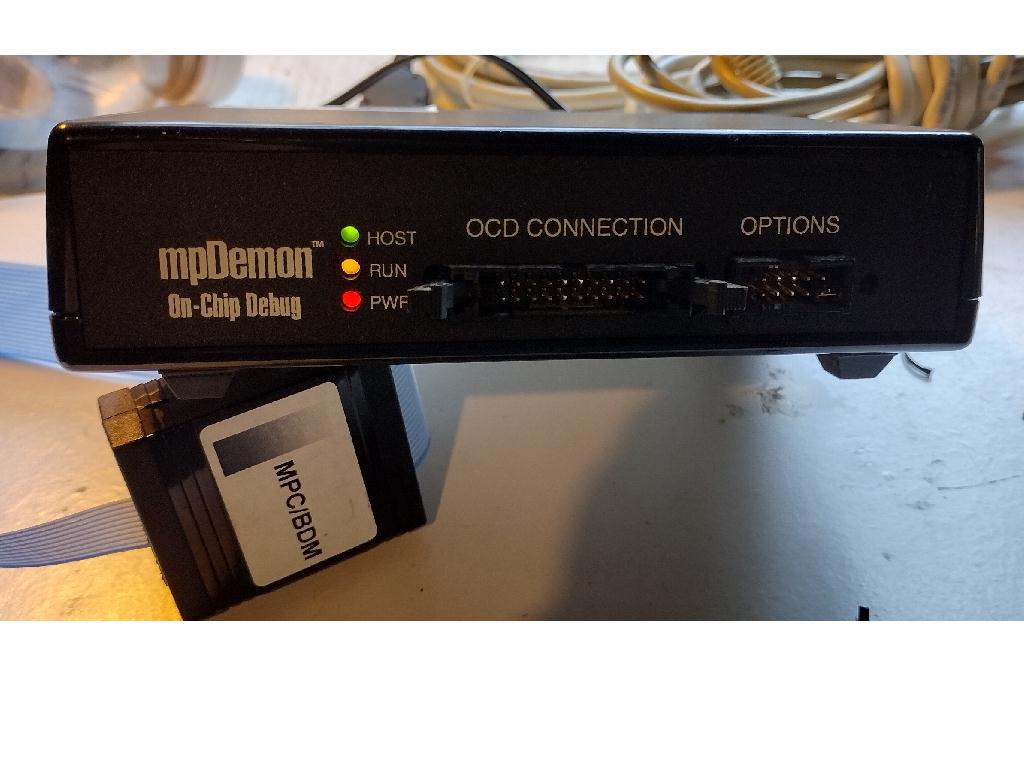 mpDemon™
On-Chip Debug
HOST
RUN
PWR
OCD CONNECTION
OPTIONS
MPC/BDM